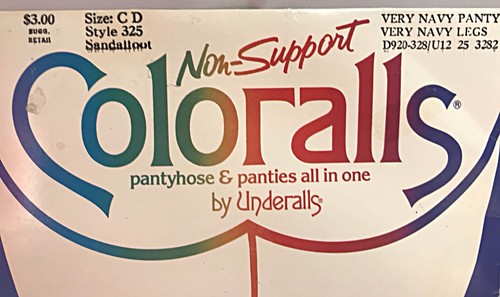 $3.00
SUGG.
RETAIL
Size: C D
Style 325
Sandalfoot
VERY NAVY PANTY
VERY NAVY LEGS
D920-328/U12 25 3282
Non-Support
Coloralls®
pantyhose & panties all in one
by Underalls®